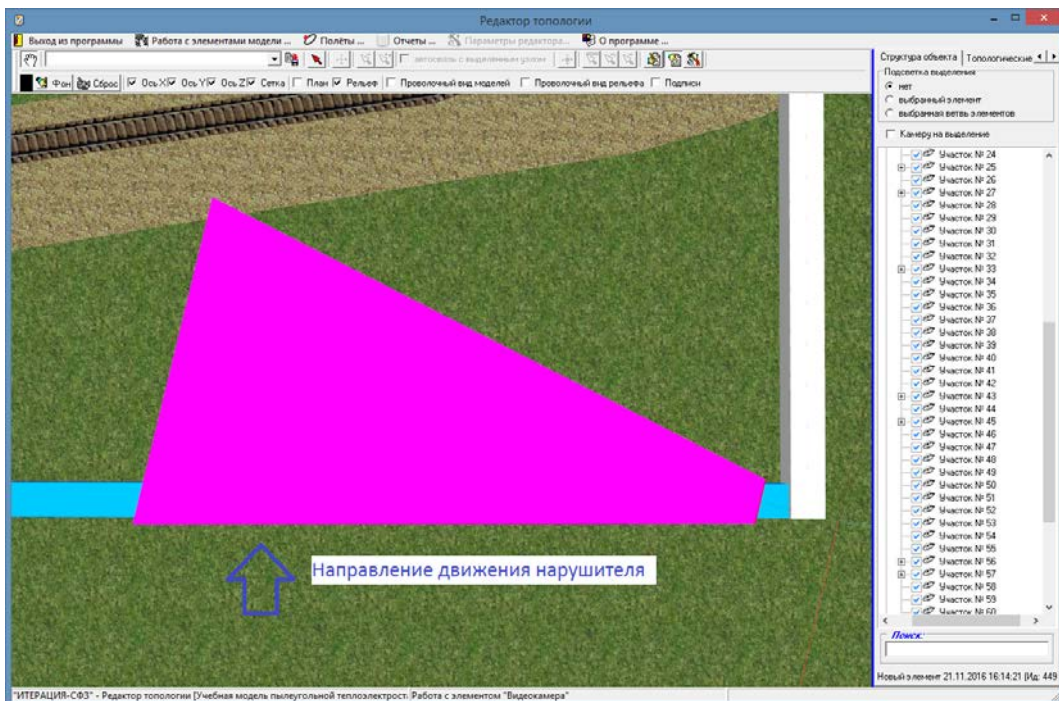 Редактор топологии
Выход из программы Работа с элементами модели ... Полёты ... Отчеты ... Параметры редактора... О программе ...
автосвязь с выделенным узлом
Фон Сброс Ось X Ось Y Ось Z Сетка План Рельеф Проволочный вид моделей Проволочный вид рельефа Подписи
Структура объекта Топологические
Подсветка выделения
нет
выбранный элемент
выбранная ветвь элементов
Камеру на выделение
Участок № 24
Участок № 25
Участок № 26
Участок № 27
Участок № 28
Участок № 29
Участок № 30
Участок № 31
Участок № 32
Участок № 33
Участок № 34
Участок № 35
Участок № 36
Участок № 37
Участок № 38
Участок № 39
Участок № 40
Участок № 41
Участок № 42
Участок № 43
Участок № 44
Участок № 45
Участок № 46
Участок № 47
Участок № 48
Участок № 49
Участок № 50
Участок № 51
Участок № 52
Участок № 53
Участок № 54
Участок № 55
Участок № 56
Участок № 57
Участок № 58
Участок № 59
Участок № 60
Направление движения нарушителя
Поиск:
Новый элемент 21.11.2016 16:14:21 (Ид: 449
"ИТЕРАЦИЯ-СФЗ" - Редактор топологии [Учебная модель пылеугольной теплоэлектрост Работа с элементом "Видеокамера"